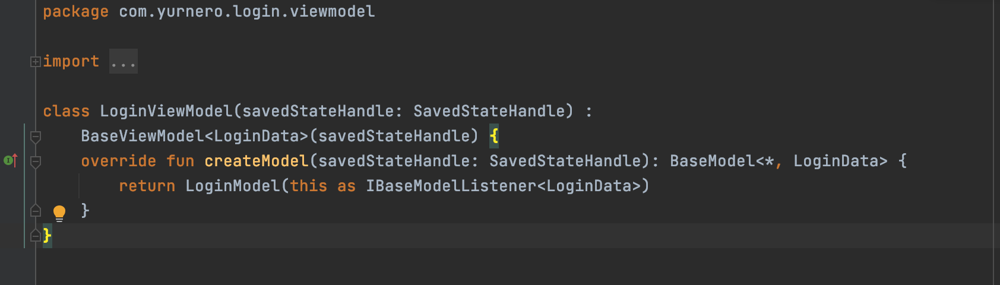 package com.yurnero.login.viewmodel
import ...
class LoginViewModel(savedStateHandle: SavedStateHandle) :
BaseViewModel<LoginData>(savedStateHandle) {
override fun createModel(savedStateHandle: SavedStateHandle): BaseModel<*, LoginData> {
return LoginModel(this as IBaseModelListener<LoginData>)
}
}